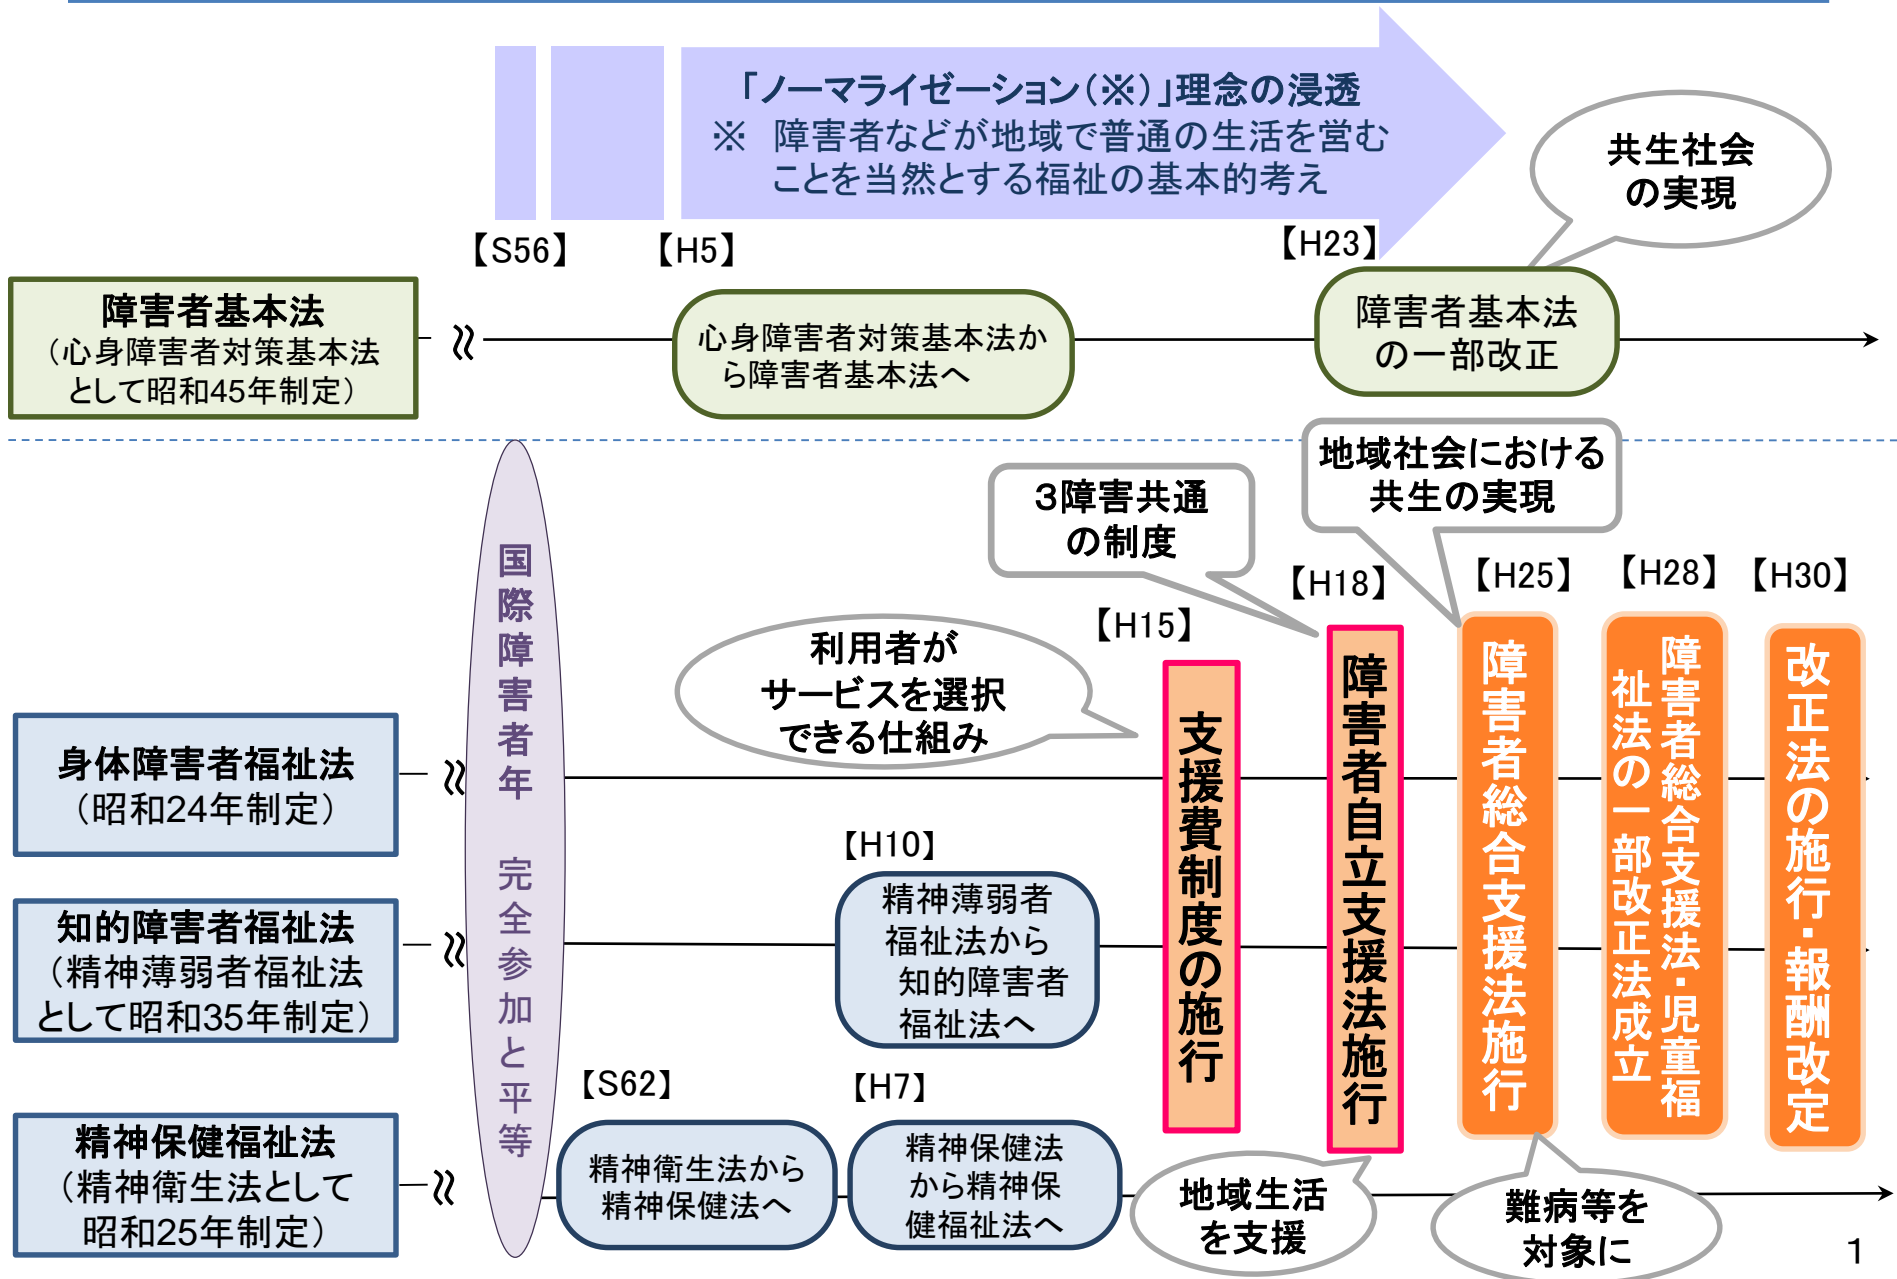 「ノーマライゼーション(※)」理念の浸透
※　障害者などが地域で普通の生活を営む
ことを当然とする福祉の基本的考え
共生社会
の実現
【S56】
【H5】
【H23】
障害者基本法
（心身障害者対策基本法
として昭和45年制定）
心身障害者対策基本法か
ら障害者基本法へ
障害者基本法
の一部改正
国際障害者年　完全参加と平等
3障害共通
の制度
地域社会における
共生の実現
利用者が
サービスを選択
できる仕組み
【H15】
支援費制度の施行
【H18】
障害者自立支援法施行
【H25】
障害者総合支援法施行
【H28】
障害者総合支援法・児童福
祉法の一部改正法成立
【H30】
改正法の施行・報酬改定
身体障害者福祉法
（昭和24年制定）
知的障害者福祉法
（精神薄弱者福祉法
として昭和35年制定）
【H10】
精神薄弱者
福祉法から
知的障害者
福祉法へ
精神保健福祉法
（精神衛生法として
昭和25年制定）
【S62】
精神衛生法から
精神保健法へ
【H7】
精神保健法
から精神保
健福祉法へ
地域生活
を支援
難病等を
対象に
1